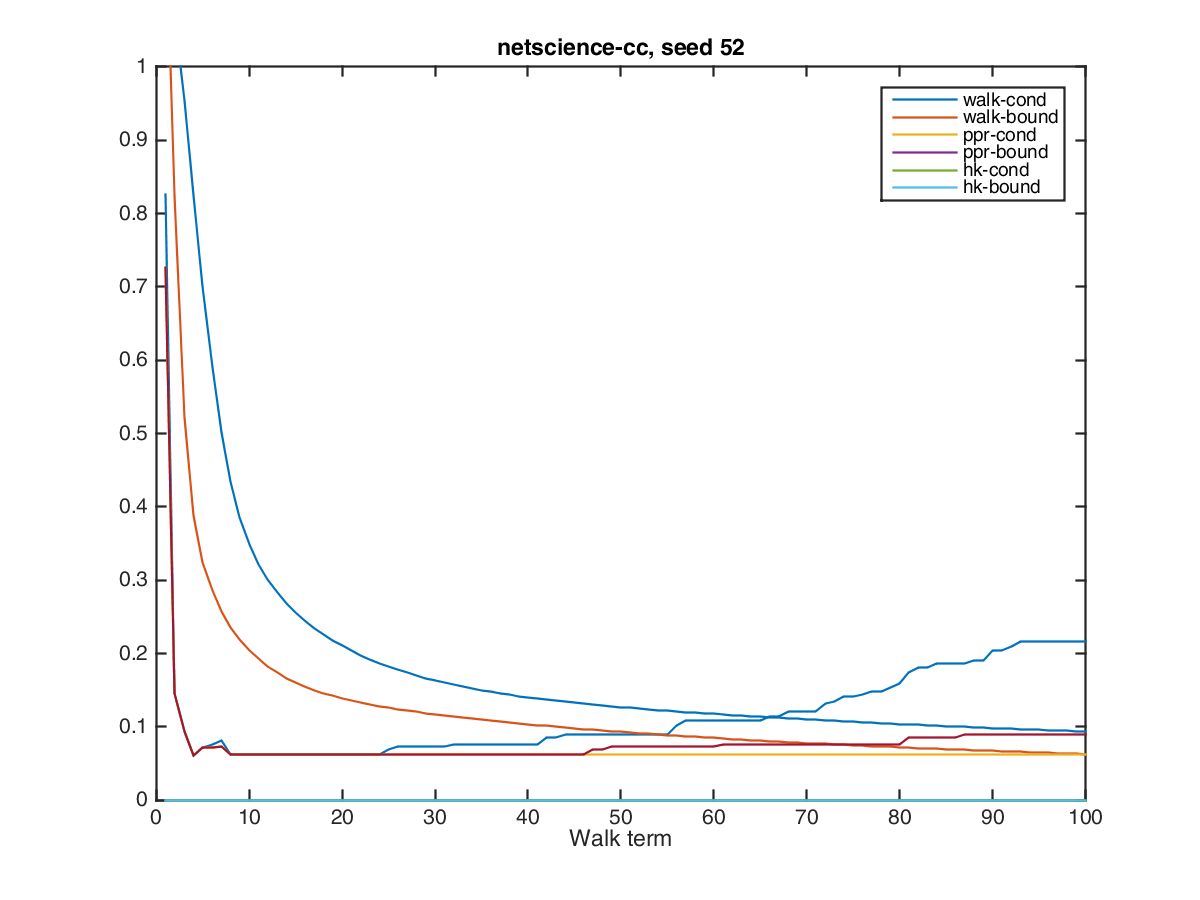 netscience-cc, seed 52
1
0.9
0.8
0.7
0.6
0.5
0.4
0.3
0.2
0.1
0
walk-cond
walk-bound
ppr-cond
ppr-bound
hk-cond
hk-bound
0 10 20 30 40 50 60 70 80 90 100
Walk term